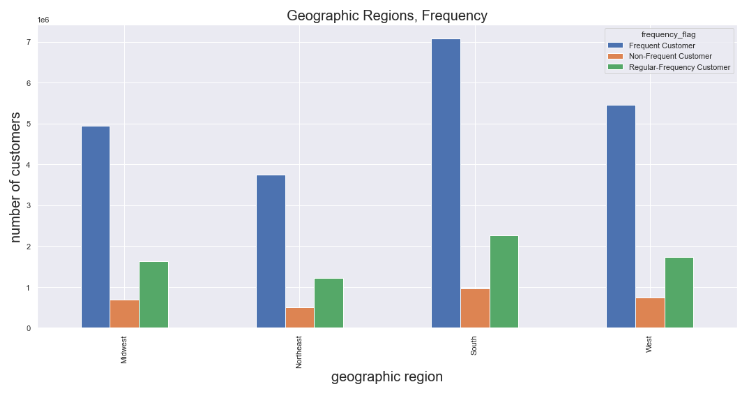 Geographic Regions, Frequency
1e6
frequency_flag
Frequent Customer
Non-Frequent Customer
Regular-Frequency Customer
number of customers
7
6
5
4
3
2
1
0
Midwest
Northeast
South
West
geographic region